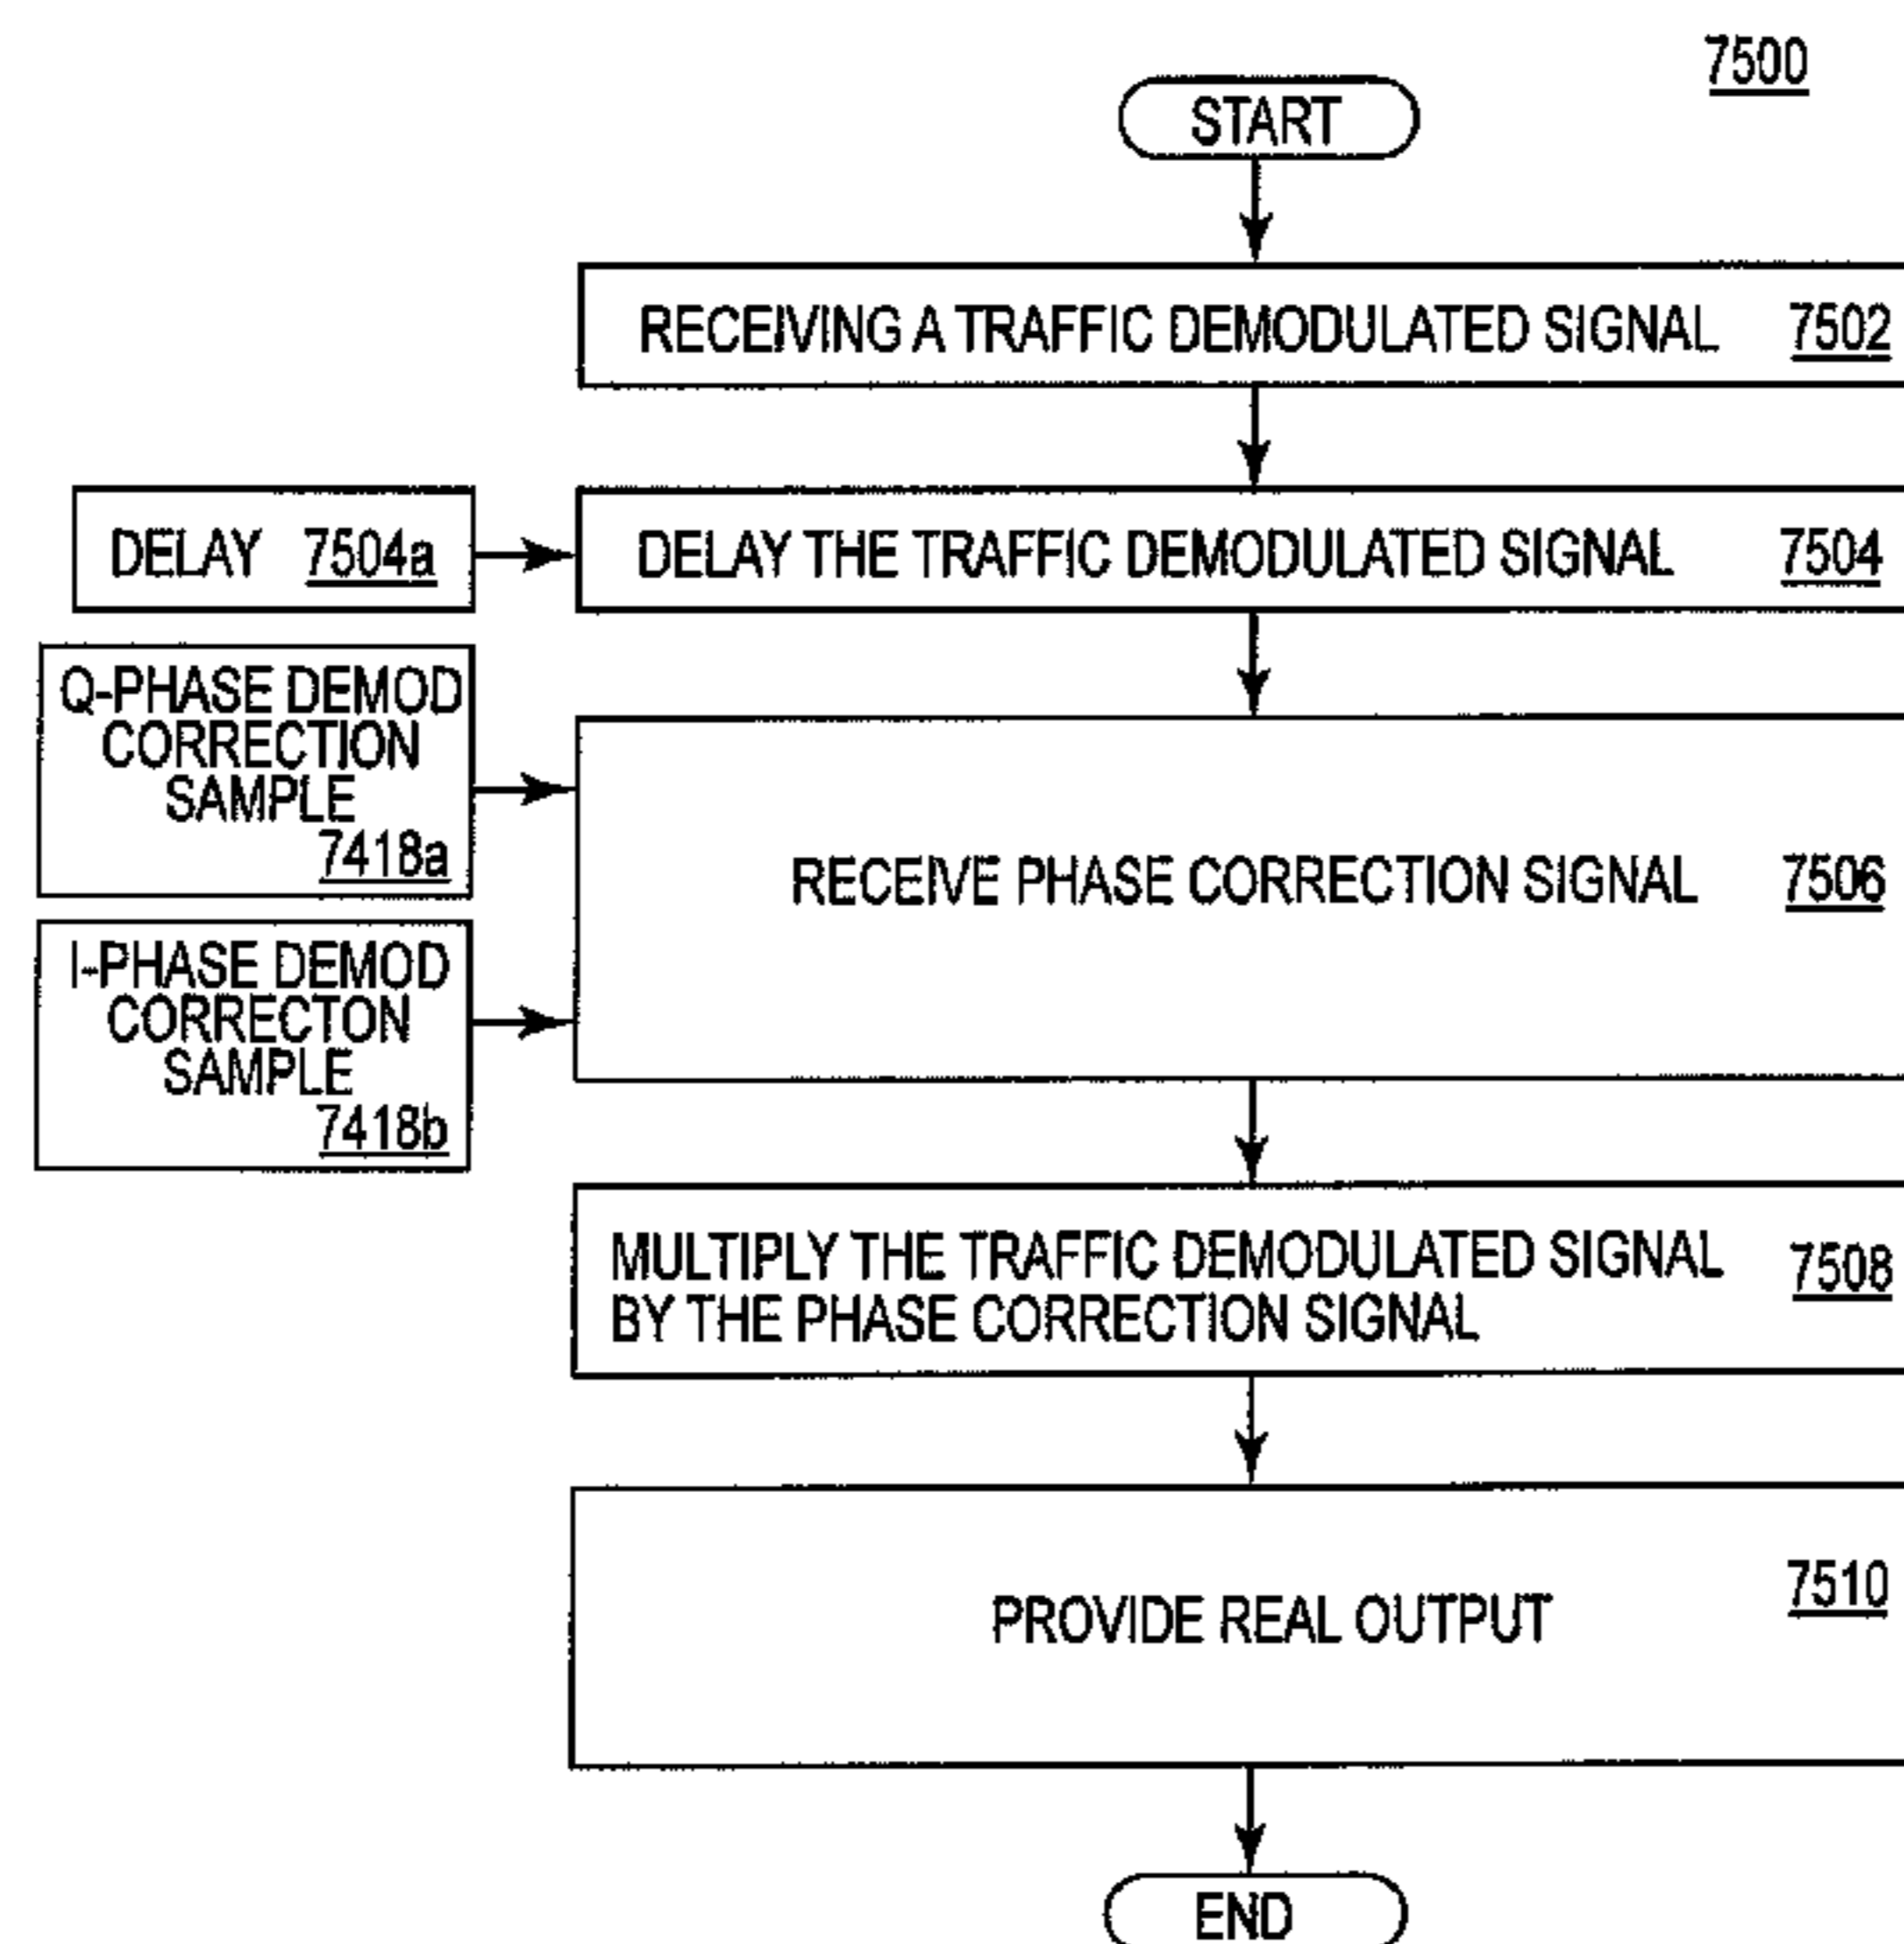 7500
START
RECEIVING A TRAFFIC DEMODULATED SIGNAL 7502
DELAY 7504a
DELAY THE TRAFFIC DEMODULATED SIGNAL 7504
Q-PHASE DEMOD
CORRECTION
SAMPLE
7418a
RECEIVE PHASE CORRECTION SIGNAL 7506
I-PHASE DEMOD
CORRECTON
SAMPLE
7418b
MULTIPLY THE TRAFFIC DEMODULATED SIGNAL
BY THE PHASE CORRECTION SIGNAL
7508
PROVIDE REAL OUTPUT
7510
END